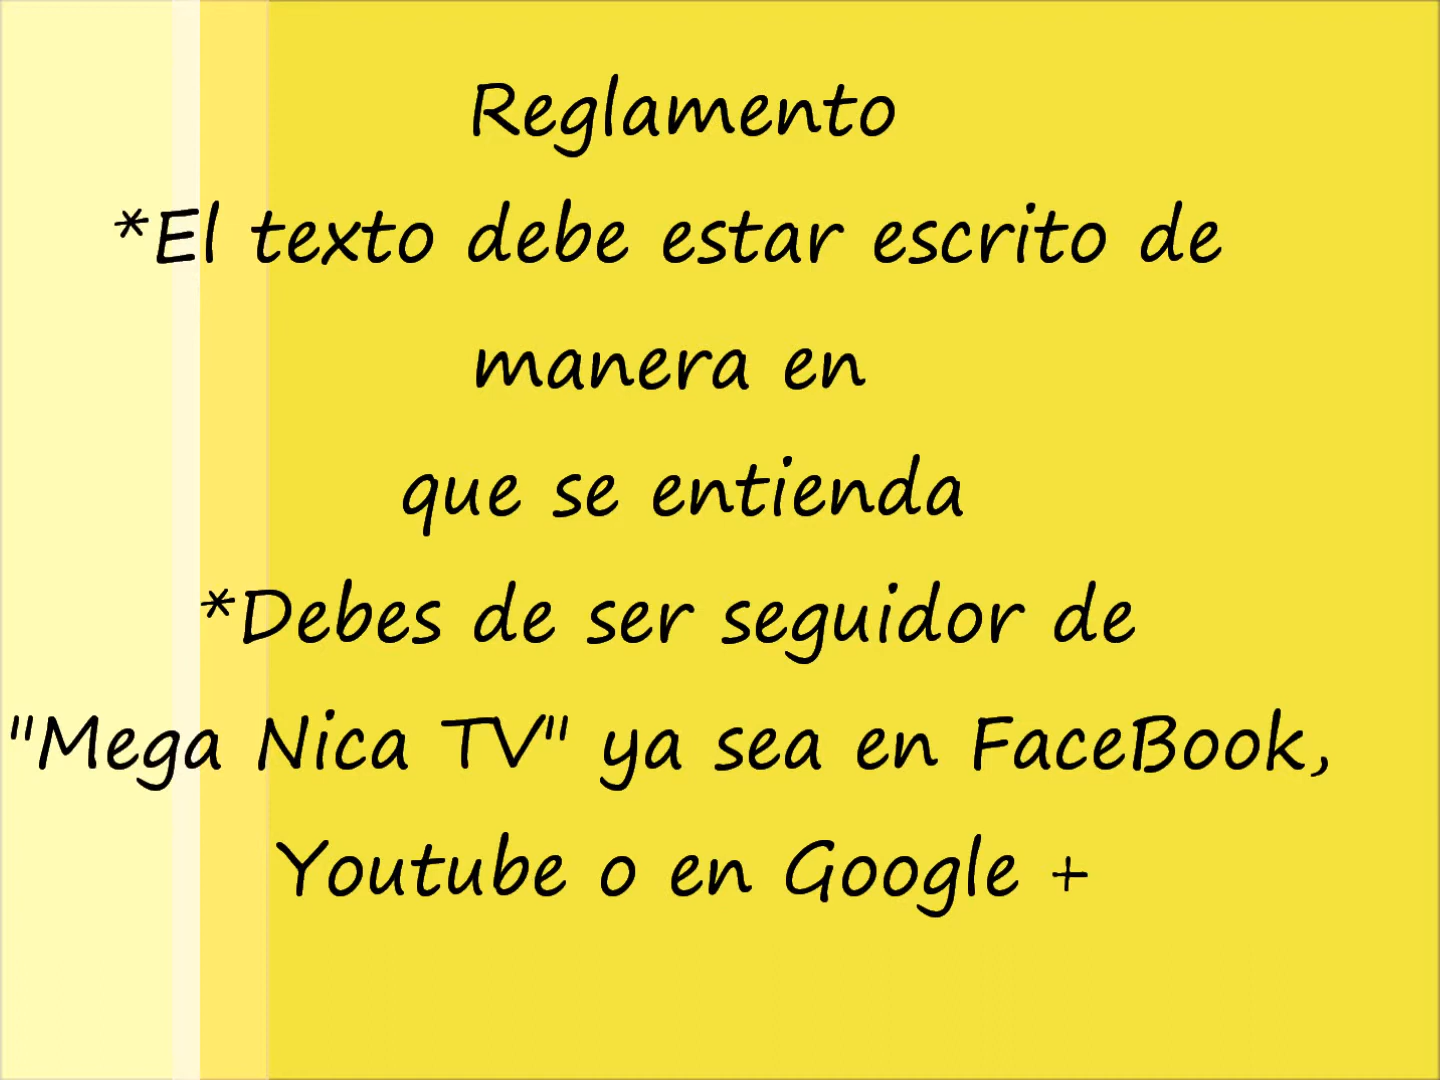 Reglamento
*El texto debe estar escrito de
manera en
que se entienda
*Debes de ser seguidor de
"Mega Nica TV" ya sea en FaceBook,
Youtube o en Google +